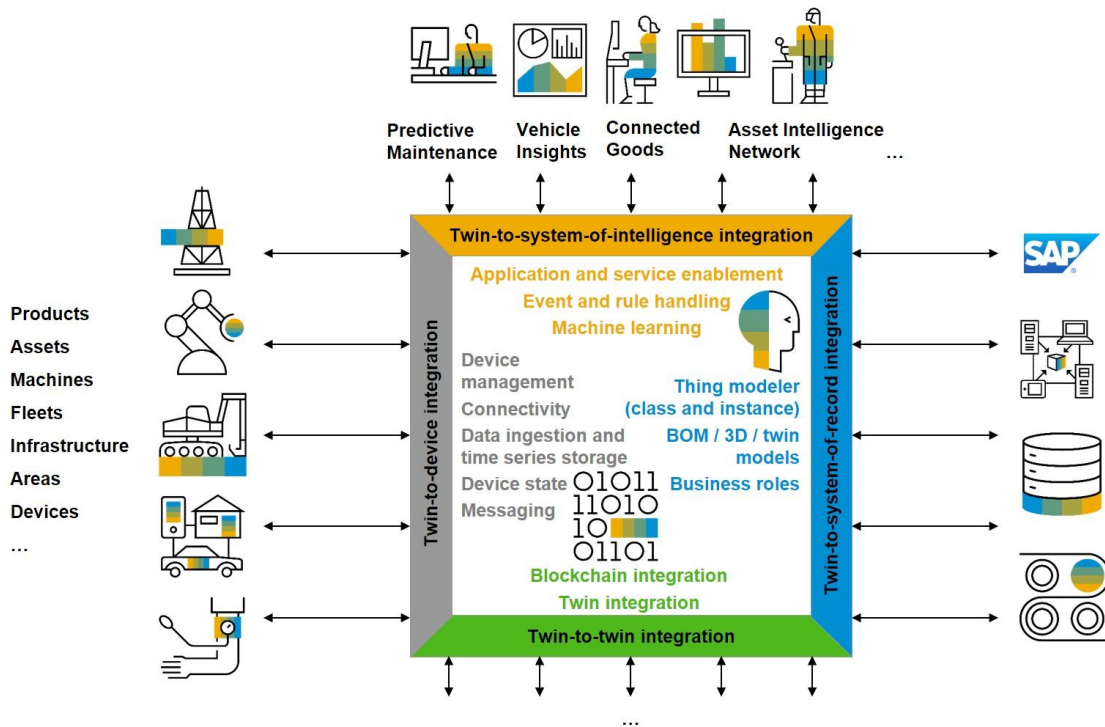 Predictive
Maintenance
Vehicle
Insights
Connected
Goods
Asset Intelligence
Network
...
Twin-to-system-of-intelligence integration
Products
Assets
Machines
Fleets
Infrastructure
Areas
Devices
...
Twin-to-device integration
Application and service enablement
Event and rule handling
Machine learning
Device
management
Connectivity
Data ingestion and
time series storage
Device state
Messaging
Thing modeler
(class and instance)
BOM / 3D / twin
models
Business roles
01011
11010
10
01101
Blockchain integration
Twin integration
Twin-to-system-of-record integration
SAP®
Twin-to-twin integration
...